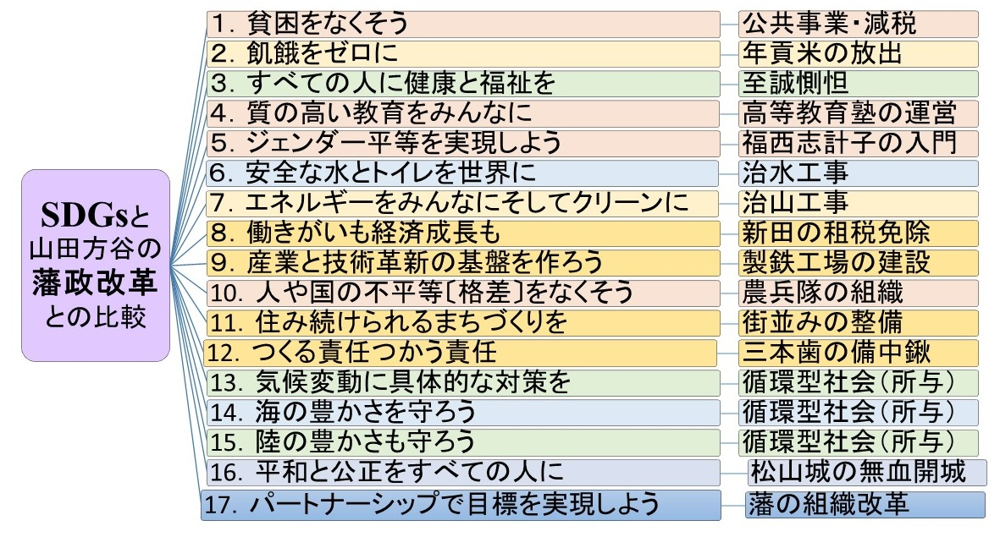 SDGsと
山田方谷の
藩政改革
との比較
1. 貧困をなくそう
公共事業・減税
2. 飢餓をゼロに
年貢米の放出
3. すべての人に健康と福祉を
至誠惻怛
4. 質の高い教育をみんなに
高等教育塾の運営
5. ジェンダー平等を実現しよう
福西志計子の入門
6. 安全な水とトイレを世界に
治水工事
7. エネルギーをみんなにそしてクリーンに
治山工事
8. 働きがいも経済成長も
新田の租税免除
9. 産業と技術革新の基盤を作ろう
製鉄工場の建設
10. 人や国の不平等〔格差〕をなくそう
農兵隊の組織
11. 住み続けられるまちづくりを
街並みの整備
12. つくる責任つかう責任
三本歯の備中鍬
13. 気候変動に具体的な対策を
循環型社会(所与)
14. 海の豊かさを守ろう
循環型社会(所与)
15. 陸の豊かさも守ろう
循環型社会(所与)
16. 平和と公正をすべての人に
松山城の無血開城
17. パートナーシップで目標を実現しよう
藩の組織改革